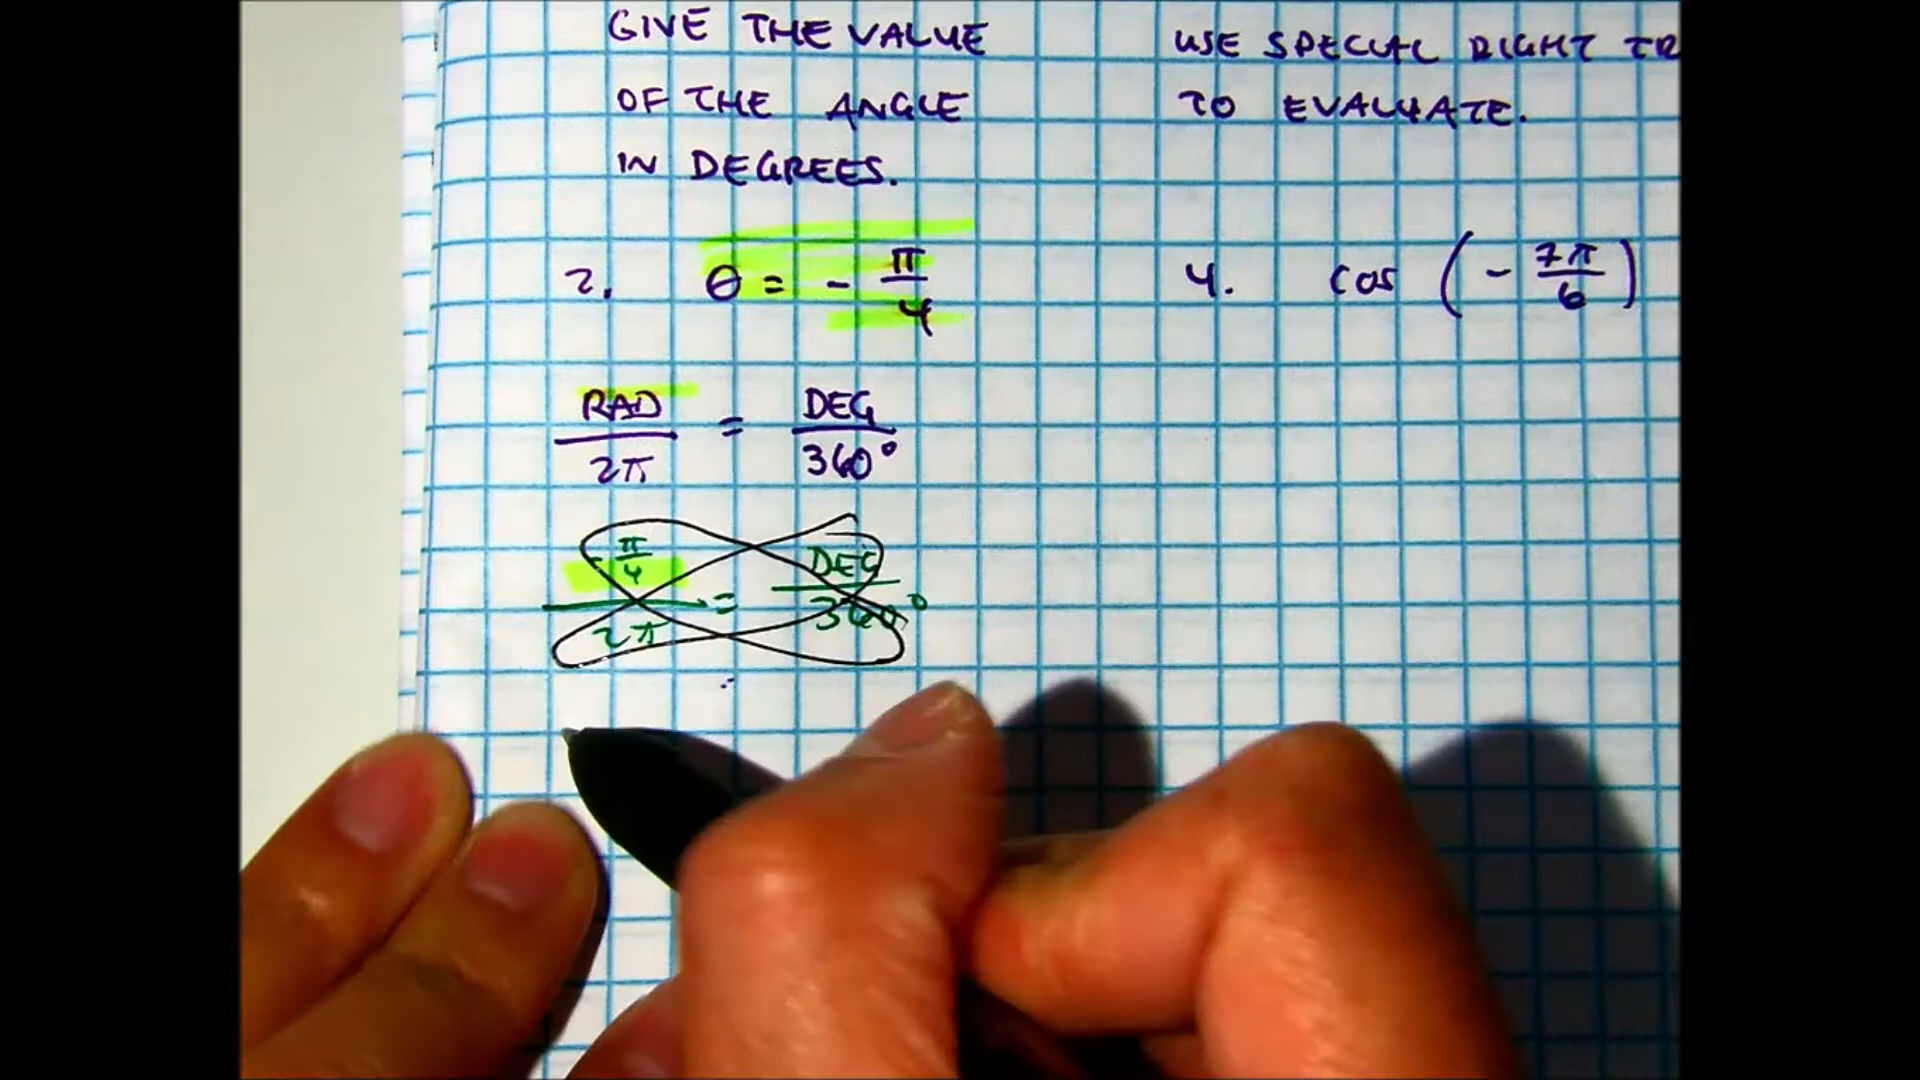 GIVE THE VALUE
OF THE ANGLE
IN DEGREES.
2. θ = - π/4
RAD/2π = DEG/360°
-π/4 / 2π = DEG/360°
USE SPECIAL RIGHT TR
TO EVALUATE.
4. cos (- 7π/6)